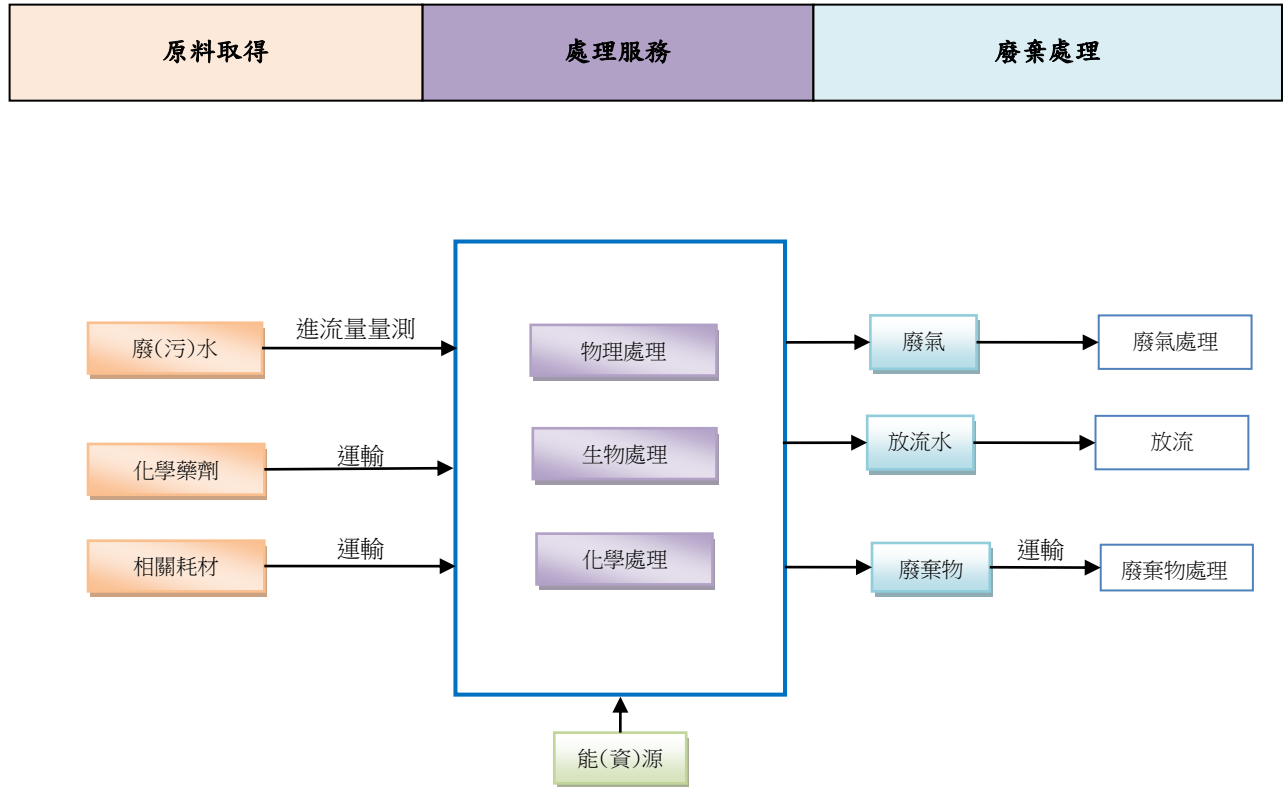 原料取得
處理服務
廢棄處理
進流量量測
廢(污)水
物理處理
廢氣
廢氣處理
化學藥劑
運輸
生物處理
放流水
放流
相關耗材
運輸
化學處理
廢棄物
運輸
廢棄物處理
能(資)源